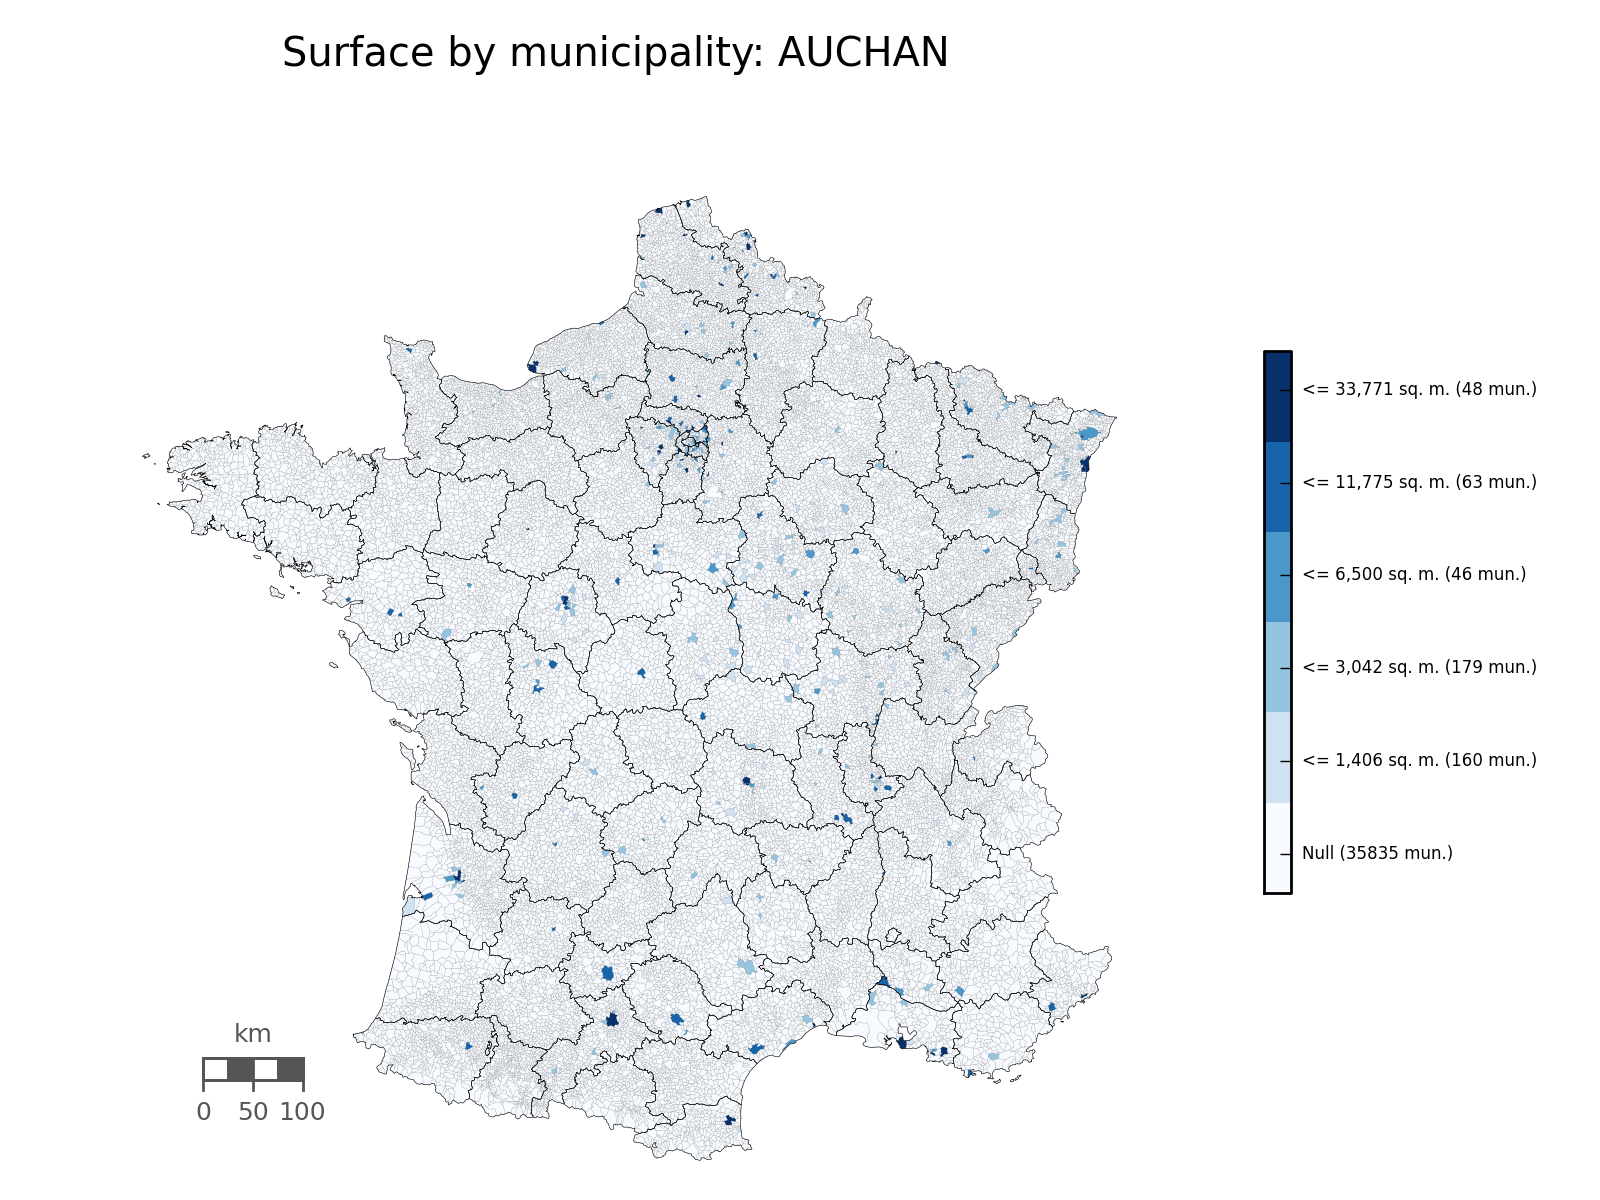 Surface by municipality: AUCHAN
<= 33,771 sq. m. (48 mun.)
<= 11,775 sq. m. (63 mun.)
<= 6,500 sq. m. (46 mun.)
<= 3,042 sq. m. (179 mun.)
<= 1,406 sq. m. (160 mun.)
Null (35835 mun.)
km
0 50 100